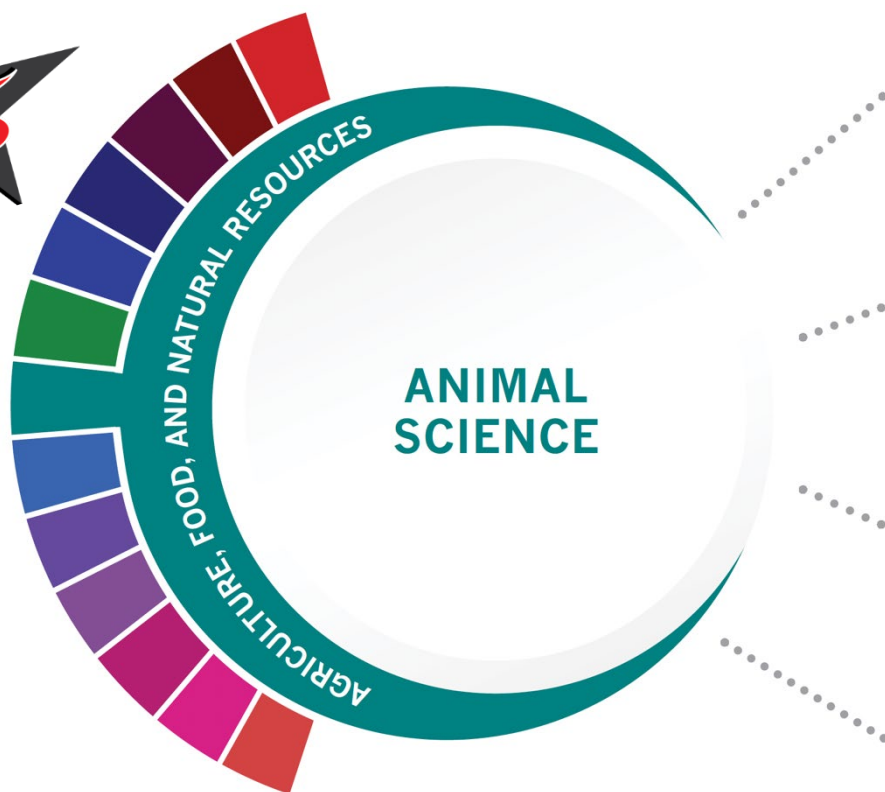 AGRICULTURE, FOOD, AND NATURAL RESOURCES
ANIMAL
SCIENCE